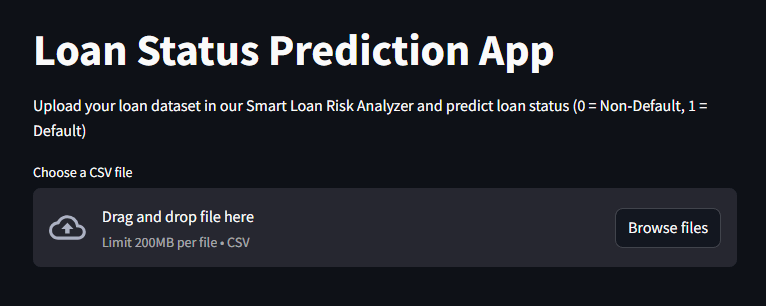 Loan Status Prediction App
Upload your loan dataset in our Smart Loan Risk Analyzer and predict loan status (0 = Non-Default, 1 =
Default)
Choose a CSV file
Drag and drop file here
Limit 200MB per file • CSV
Browse files